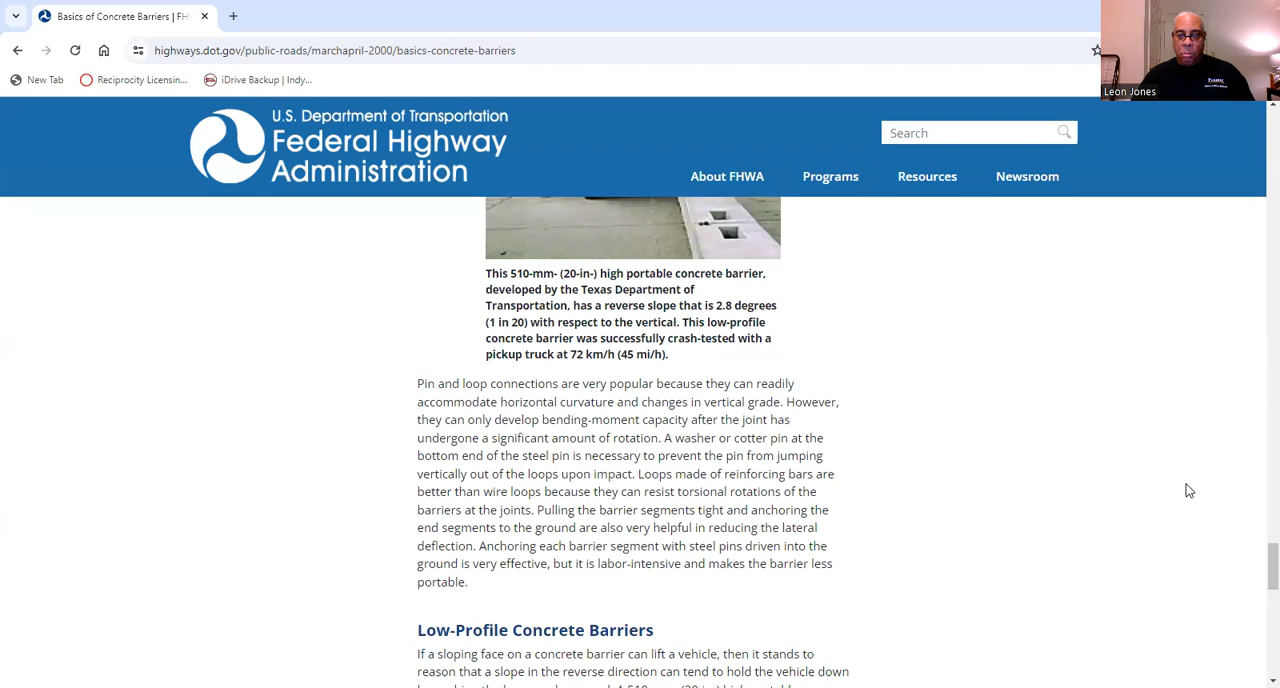 Basics of Concrete Barriers | FH
highways.dot.gov/public-roads/marchapril-2000/basics-concrete-barriers
New Tab
Reciprocity Licensin...
iDrive Backup | Indy...
Leon Jones
U.S. Department of Transportation
Federal Highway
Administration
Search
About FHWA
Programs
Resources
Newsroom
This 510-mm- (20-in-) high portable concrete barrier,
developed by the Texas Department of
Transportation, has a reverse slope that is 2.8 degrees
(1 in 20) with respect to the vertical. This low-profile
concrete barrier was successfully crash-tested with a
pickup truck at 72 km/h (45 mi/h).
Pin and loop connections are very popular because they can readily
accommodate horizontal curvature and changes in vertical grade. However,
they can only develop bending-moment capacity after the joint has
undergone a significant amount of rotation. A washer or cotter pin at the
bottom end of the steel pin is necessary to prevent the pin from jumping
vertically out of the loops upon impact. Loops made of reinforcing bars are
better than wire loops because they can resist torsional rotations of the
barriers at the joints. Pulling the barrier segments tight and anchoring the
end segments to the ground are also very helpful in reducing the lateral
deflection. Anchoring each barrier segment with steel pins driven into the
ground is very effective, but it is labor-intensive and makes the barrier less
portable.
Low-Profile Concrete Barriers
If a sloping face on a concrete barrier can lift a vehicle, then it stands to
reason that a slope in the reverse direction can tend to hold the vehicle down